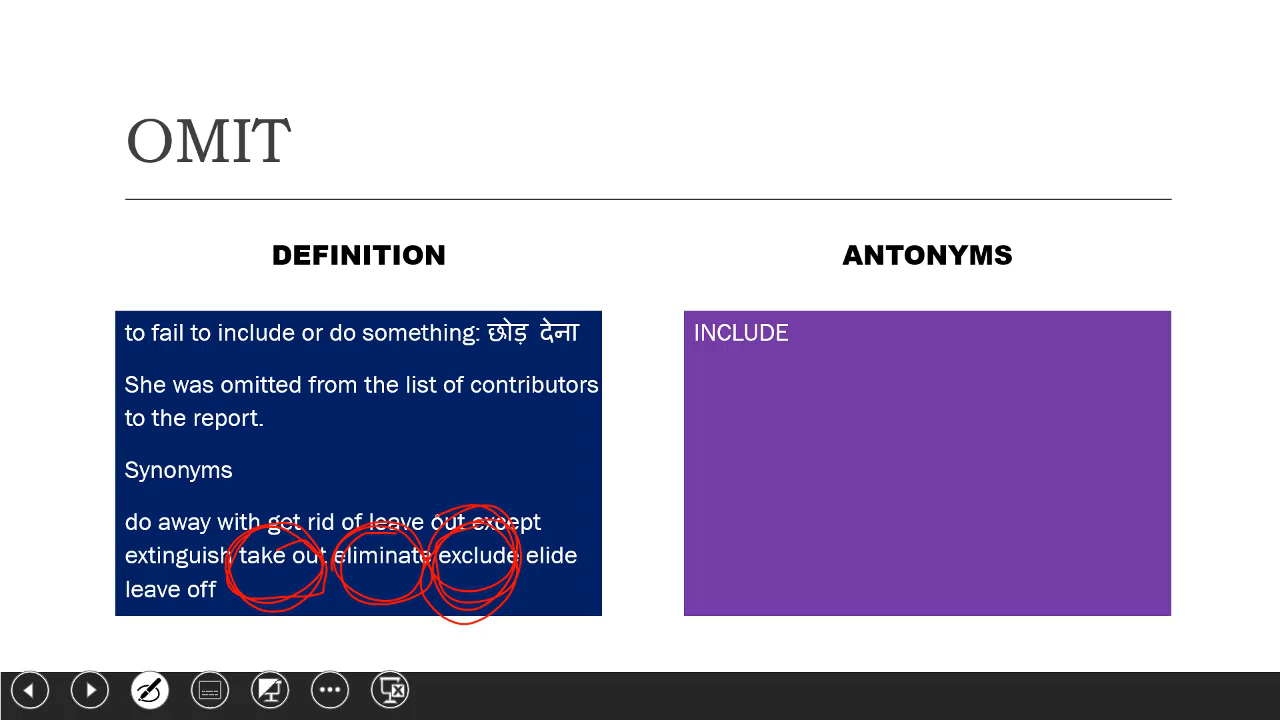 OMIT
DEFINITION
ANTONYMS
to fail to include or do something: छोड़ देना
She was omitted from the list of contributors
to the report.
Synonyms
do away with get rid of leave out except
extinguish take out eliminate exclude elide
leave off
INCLUDE